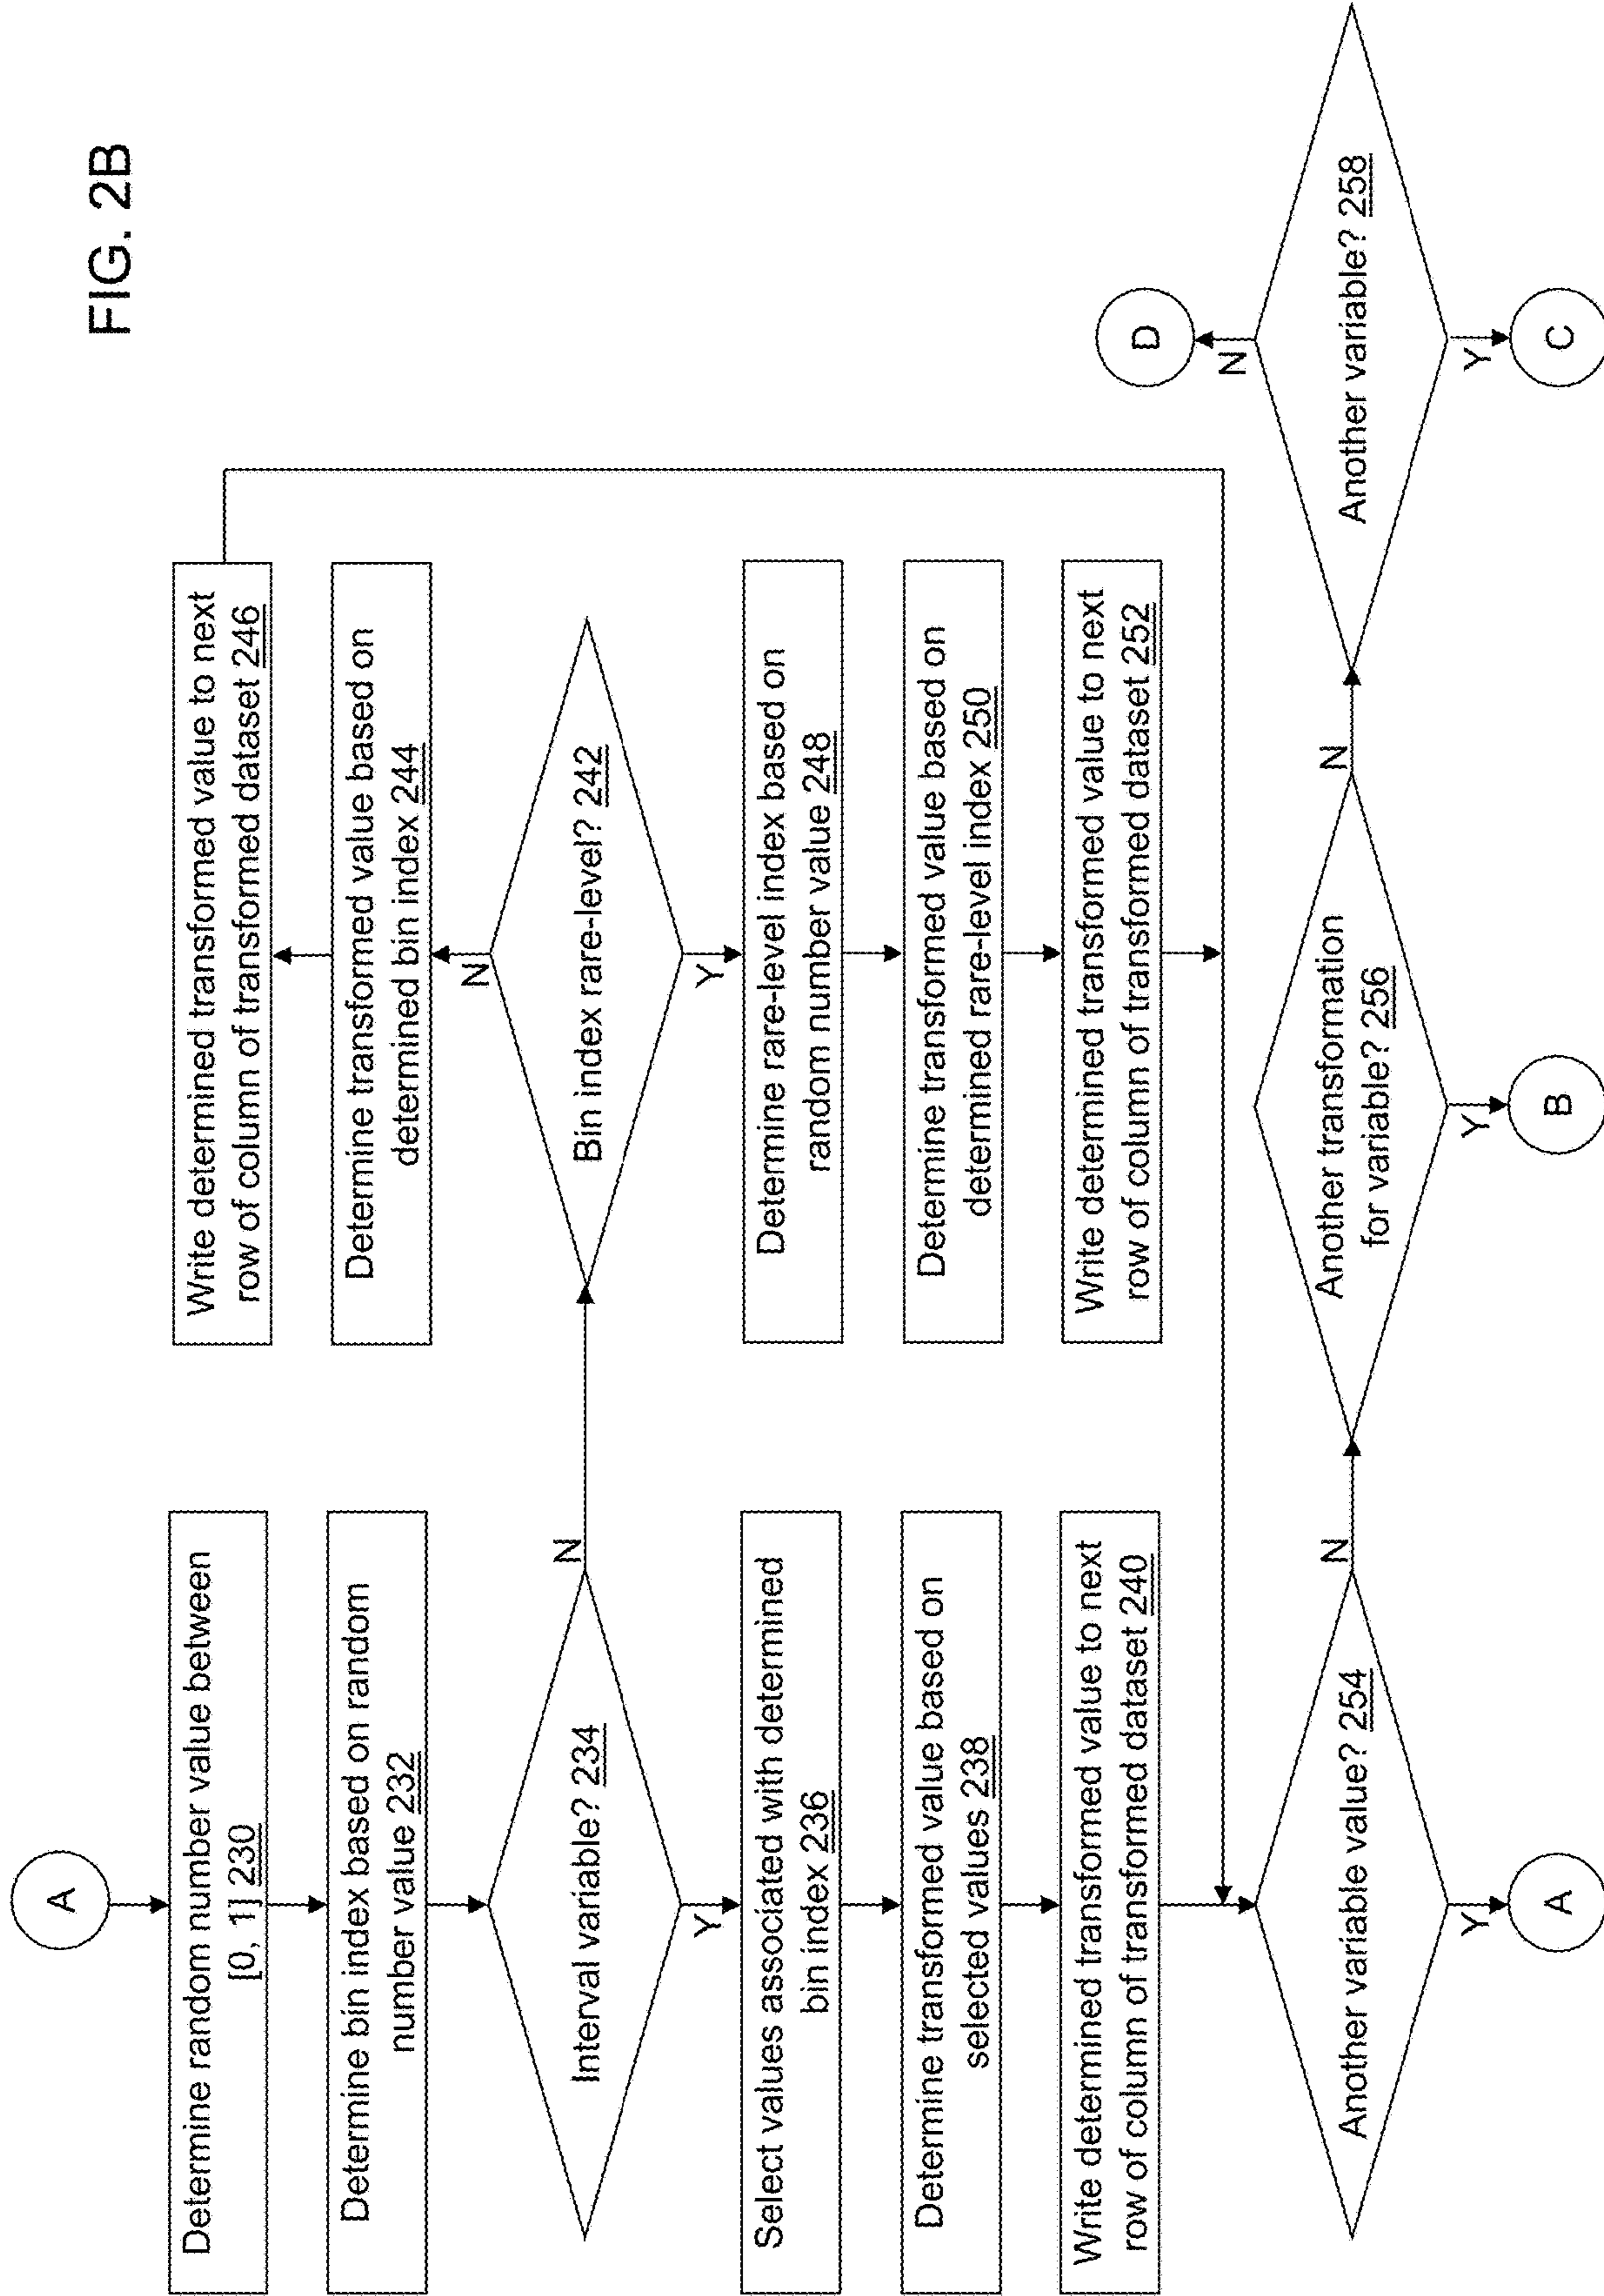 FIG. 2B
A
Determine random number value between
[0, 1] 230
Determine bin index based on random
number value 232
Interval variable? 234
N
Y
Select values associated with determined
bin index 236
Determine transformed value based on
selected values 238
Write determined transformed value to next
row of column of transformed dataset 240
Write determined transformed value to next
row of column of transformed dataset 246
Determine transformed value based on
determined bin index 244
N
Bin index rare-level? 242
Y
Determine rare-level index based on
random number value 248
Determine transformed value based on
determined rare-level index 250
Write determined transformed value to next
row of column of transformed dataset 252
Another variable value? 254
N
Y
A
Another transformation
for variable? 256
N
Y
B
D
N
Another variable? 258
Y
C